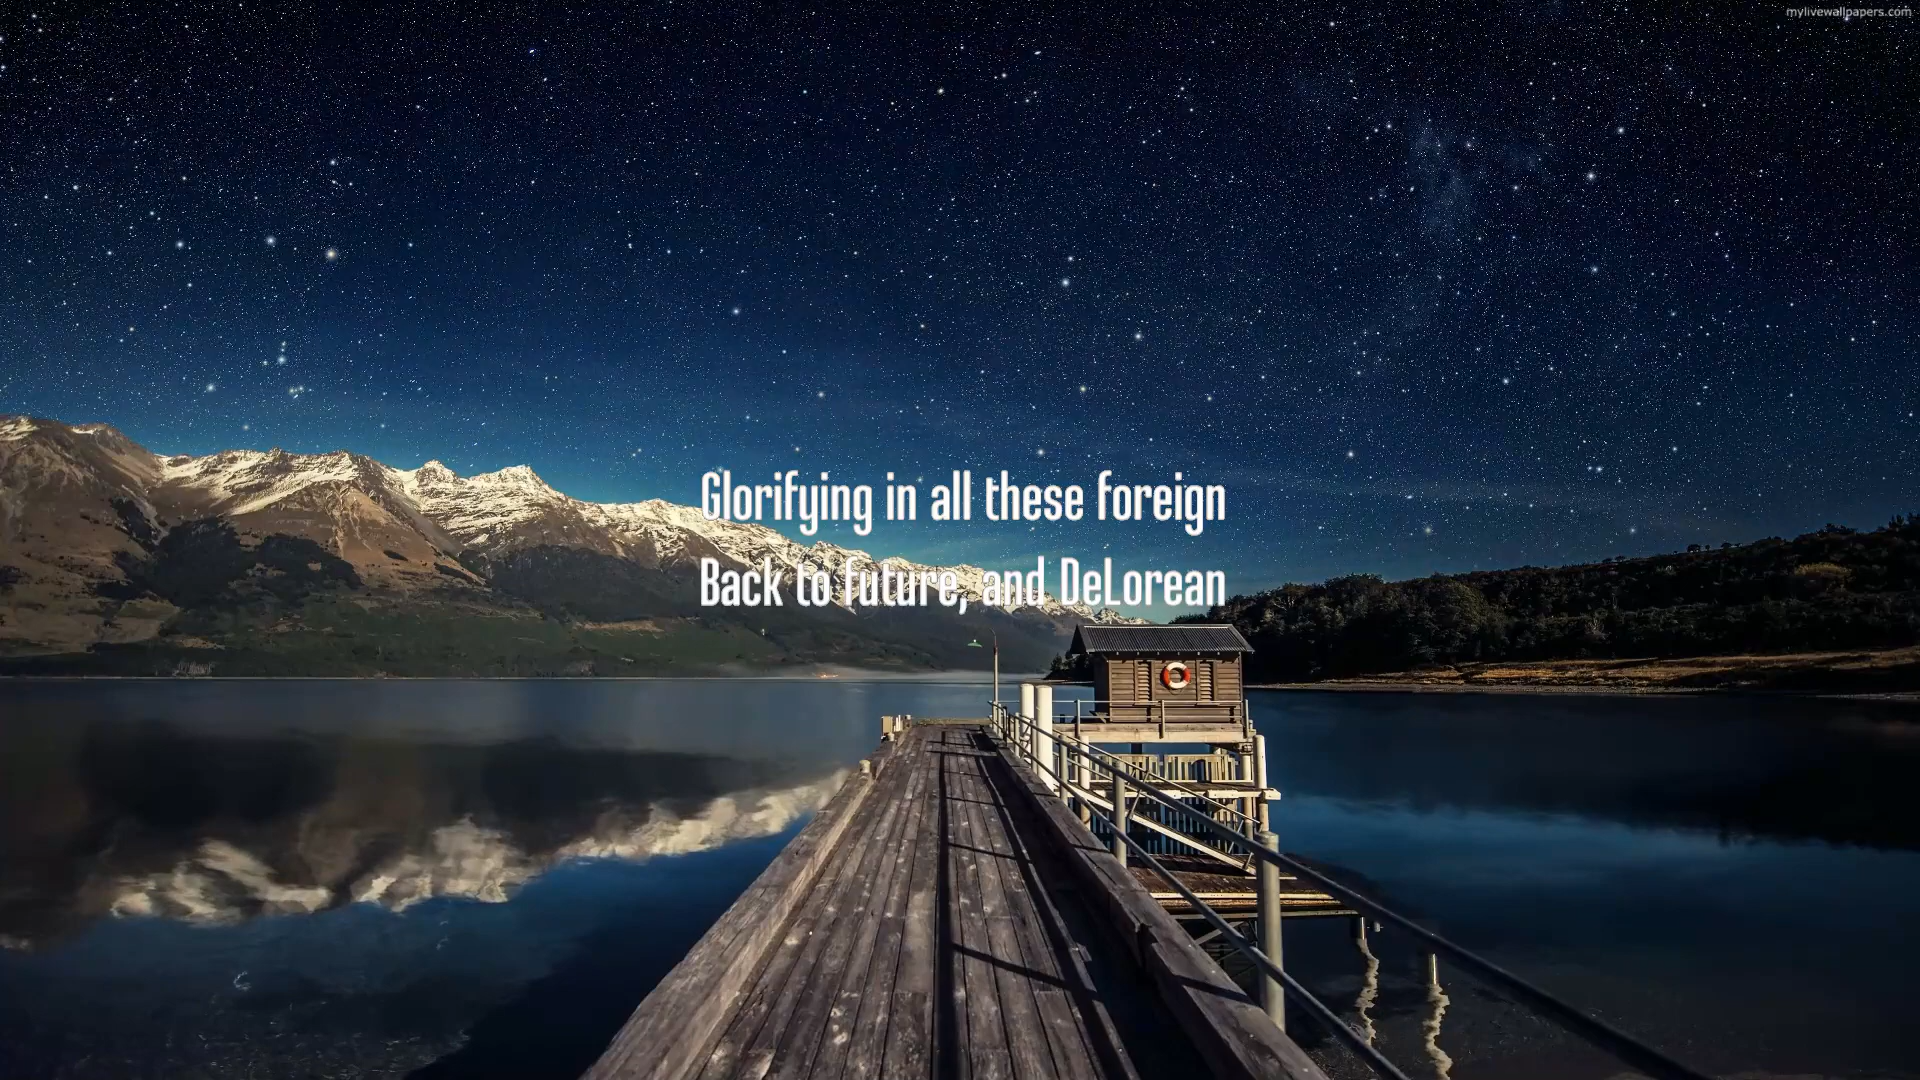 mylivewallpapers.com
Glorifying in all these foreign
Back to future, and DeLorean